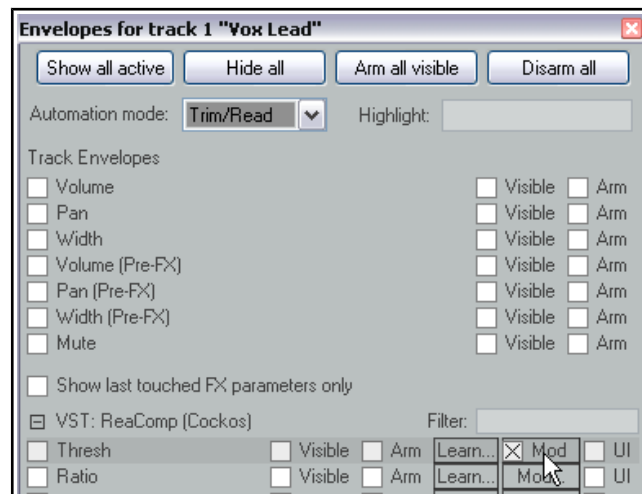 Envelopes for track 1 "Vox Lead"
Show all active Hide all Arm all visible Disarm all
Automation mode: Trim/Read Highlight:
Track Envelopes
Volume Visible Arm
Pan Visible Arm
Width Visible Arm
Volume (Pre-FX) Visible Arm
Pan (Pre-FX) Visible Arm
Width (Pre-FX) Visible Arm
Mute Visible Arm
Show last touched FX parameters only
VST: ReaComp (Cockos) Filter:
Thresh Visible Arm Learn... Mod UI
Ratio Visible Arm Learn... Mod... UI